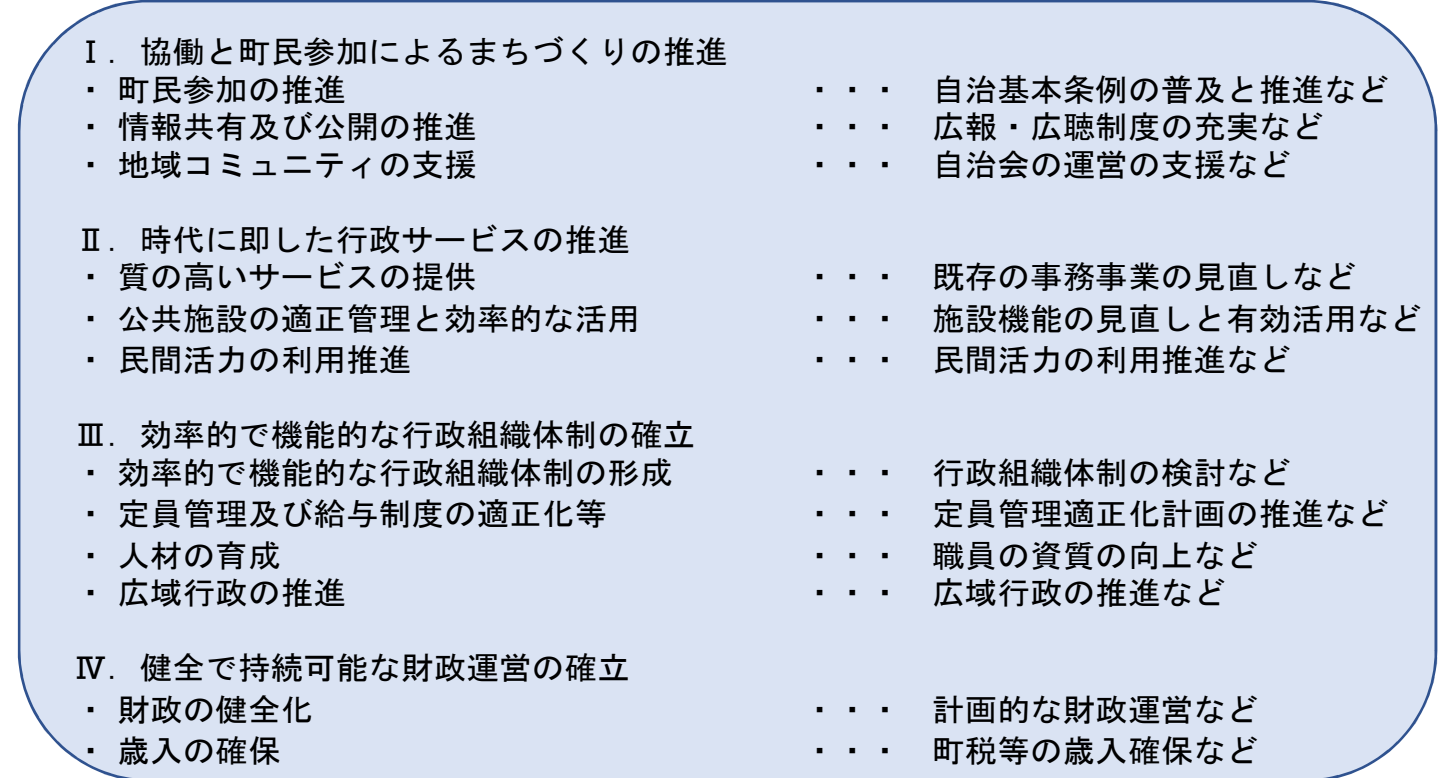 Ⅰ．協働と町民参加によるまちづくりの推進
・ 町民参加の推進 ・・・ 自治基本条例の普及と推進など
・ 情報共有及び公開の推進 ・・・ 広報・広聴制度の充実など
・ 地域コミュニティの支援 ・・・ 自治会の運営の支援など
Ⅱ．時代に即した行政サービスの推進
・ 質の高いサービスの提供 ・・・ 既存の事務事業の見直しなど
・ 公共施設の適正管理と効率的な活用 ・・・ 施設機能の見直しと有効活用など
・ 民間活力の利用推進 ・・・ 民間活力の利用推進など
Ⅲ．効率的で機能的な行政組織体制の確立
・ 効率的で機能的な行政組織体制の形成 ・・・ 行政組織体制の検討など
・ 定員管理及び給与制度の適正化等 ・・・ 定員管理適正化計画の推進など
・ 人材の育成 ・・・ 職員の資質の向上など
・ 広域行政の推進 ・・・ 広域行政の推進など
Ⅳ．健全で持続可能な財政運営の確立
・ 財政の健全化 ・・・ 計画的な財政運営など
・ 歳入の確保 ・・・ 町税等の歳入確保など